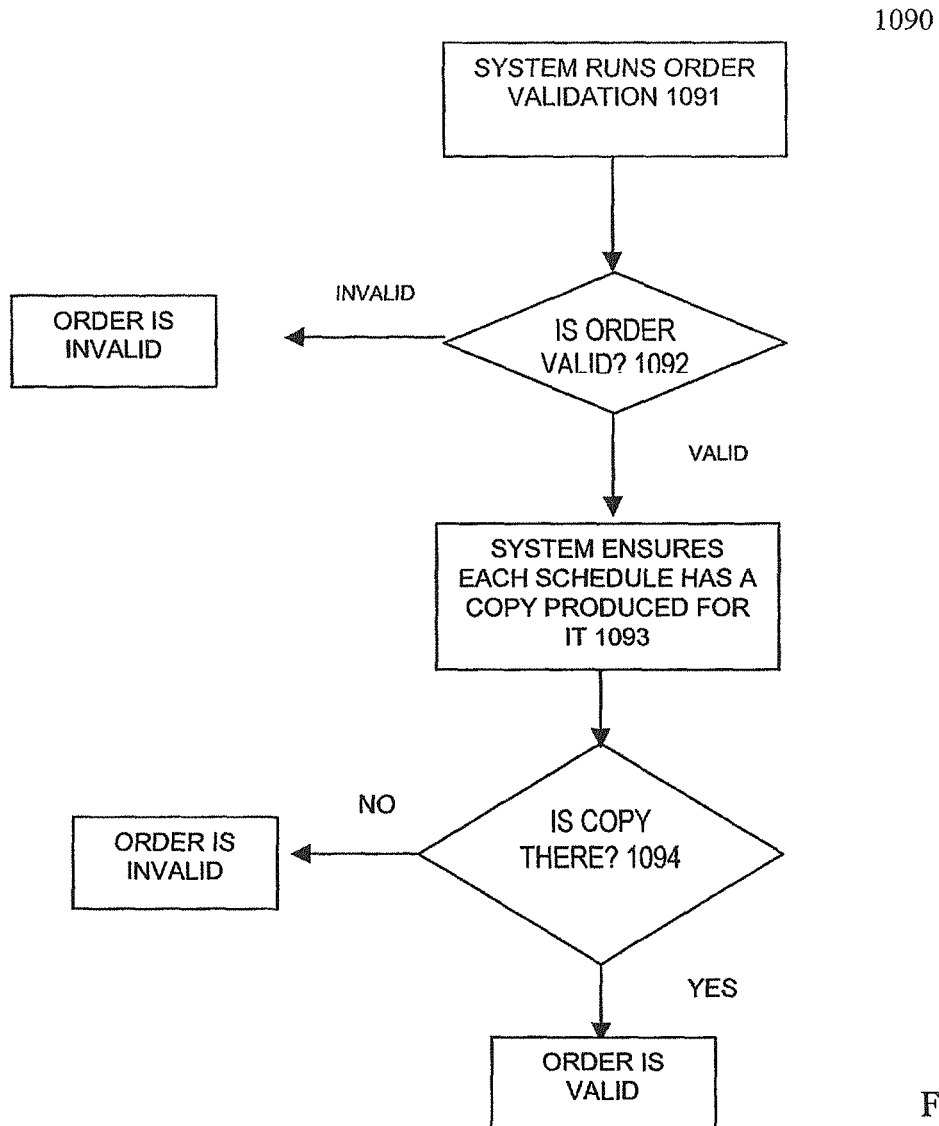 1090
SYSTEM RUNS ORDER
VALIDATION 1091
INVALID
ORDER IS
INVALID
IS ORDER
VALID? 1092
VALID
SYSTEM ENSURES
EACH SCHEDULE HAS A
COPY PRODUCED FOR
IT 1093
NO
ORDER IS
INVALID
IS COPY
THERE? 1094
YES
ORDER IS
VALID
F